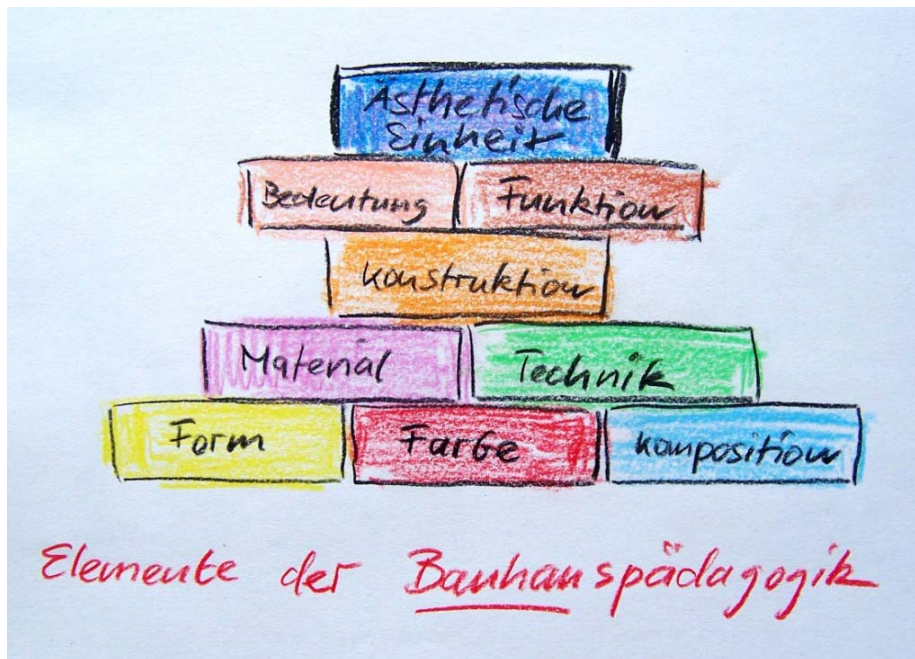 Ästhetische
Einheit
Bedeutung Funktion
Konstruktion
Material Technik
Form Farbe Komposition
Elemente der Bauhauspädagogik